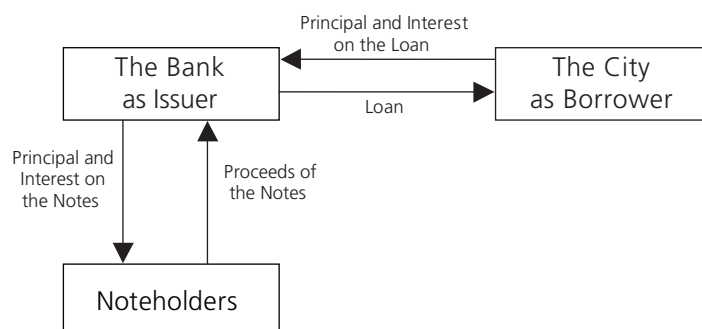 Principal and Interest
on the Loan
The Bank
as Issuer
The City
as Borrower
Loan
Principal and
Interest on
the Notes
Proceeds of
the Notes
Noteholders